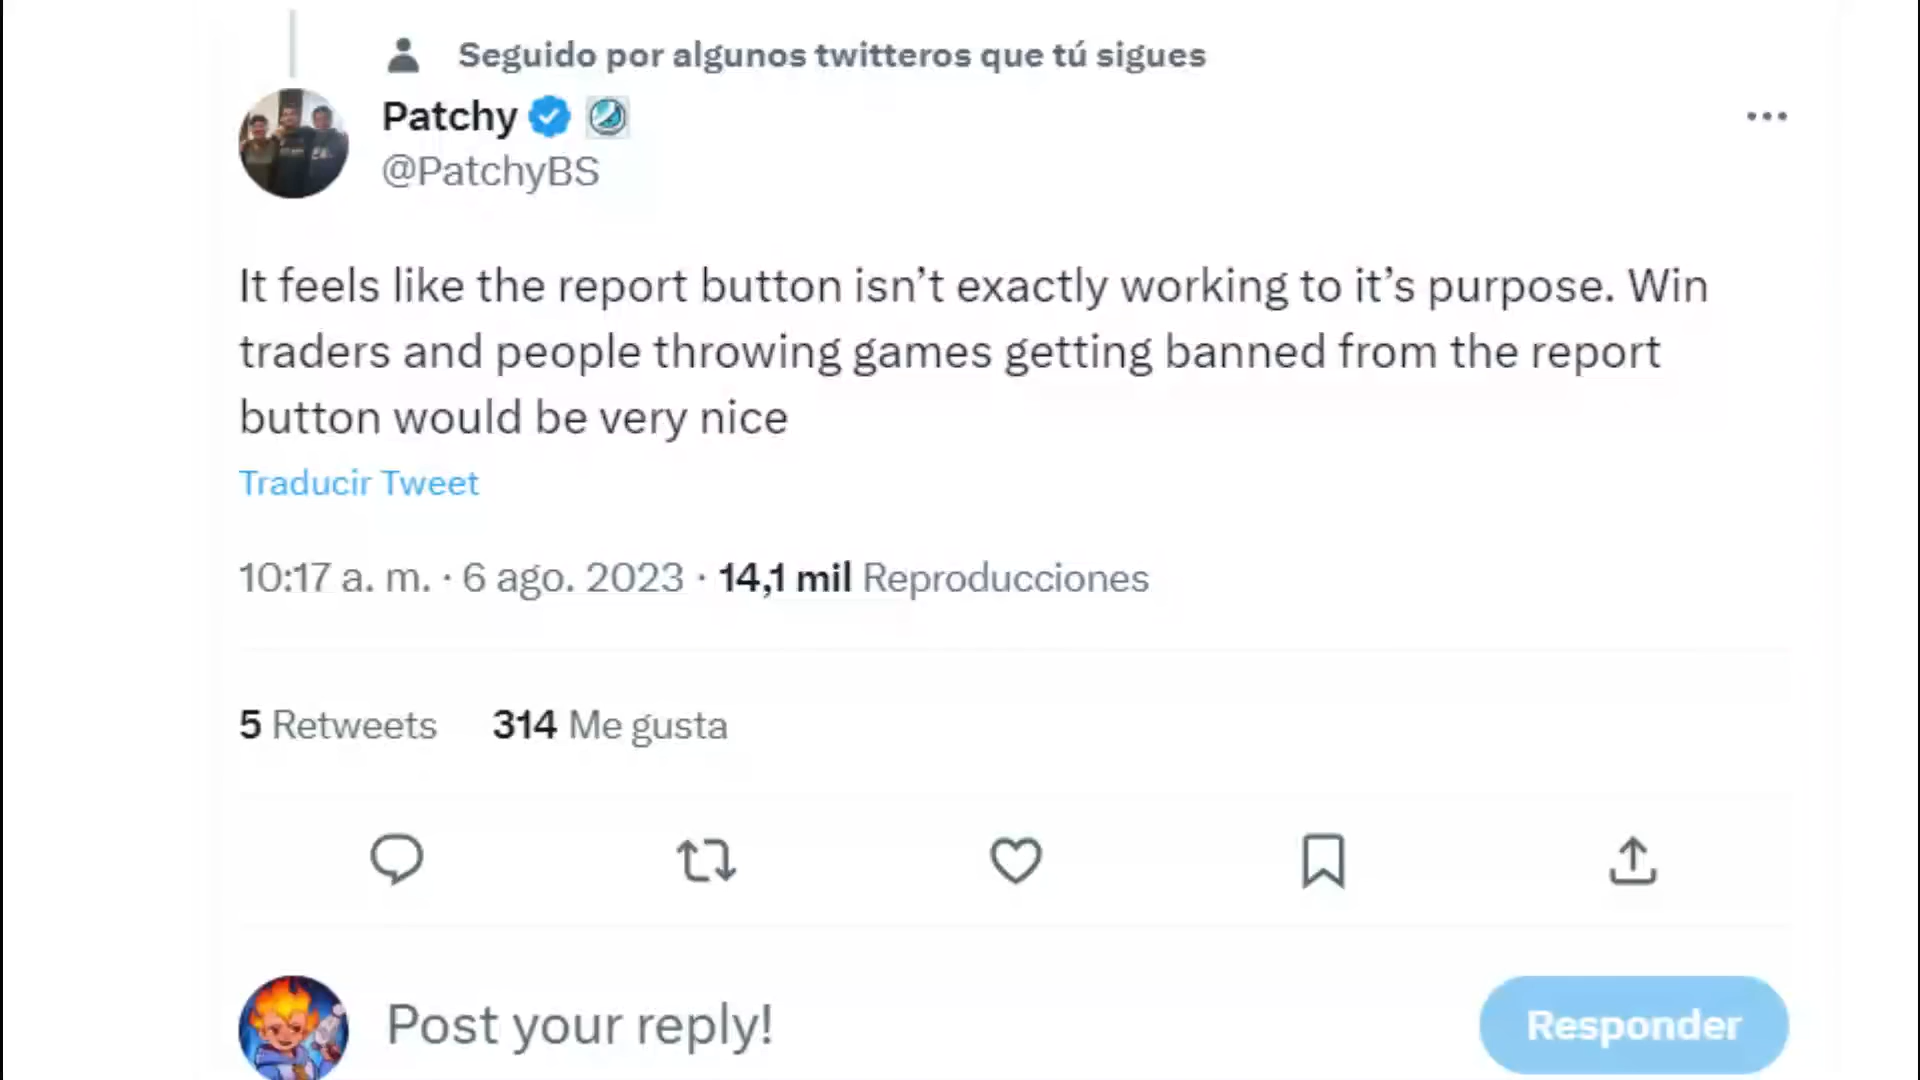 Seguido por algunos twitteros que tú sigues
Patchy
@PatchyBS
It feels like the report button isn’t exactly working to it’s purpose. Win
traders and people throwing games getting banned from the report
button would be very nice
Traducir Tweet
10:17 a. m. · 6 ago. 2023 · 14,1 mil Reproducciones
5 Retweets 314 Me gusta
Post your reply!
Responder